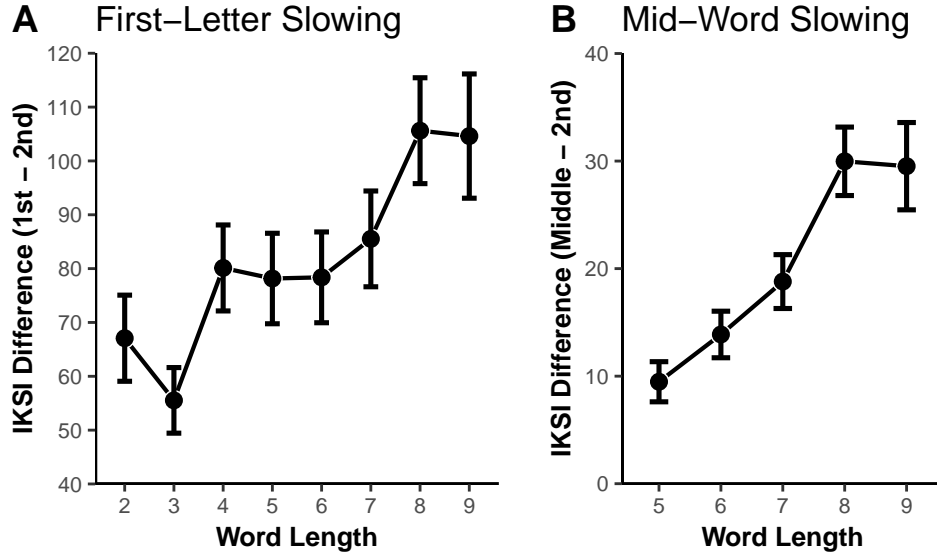 A First−Letter Slowing
IKSI Difference (1st − 2nd)
120
110
100
90
80
70
60
50
40
2 3 4 5 6 7 8 9
Word Length
B Mid−Word Slowing
IKSI Difference (Middle − 2nd)
40
30
20
10
0
5 6 7 8 9
Word Length